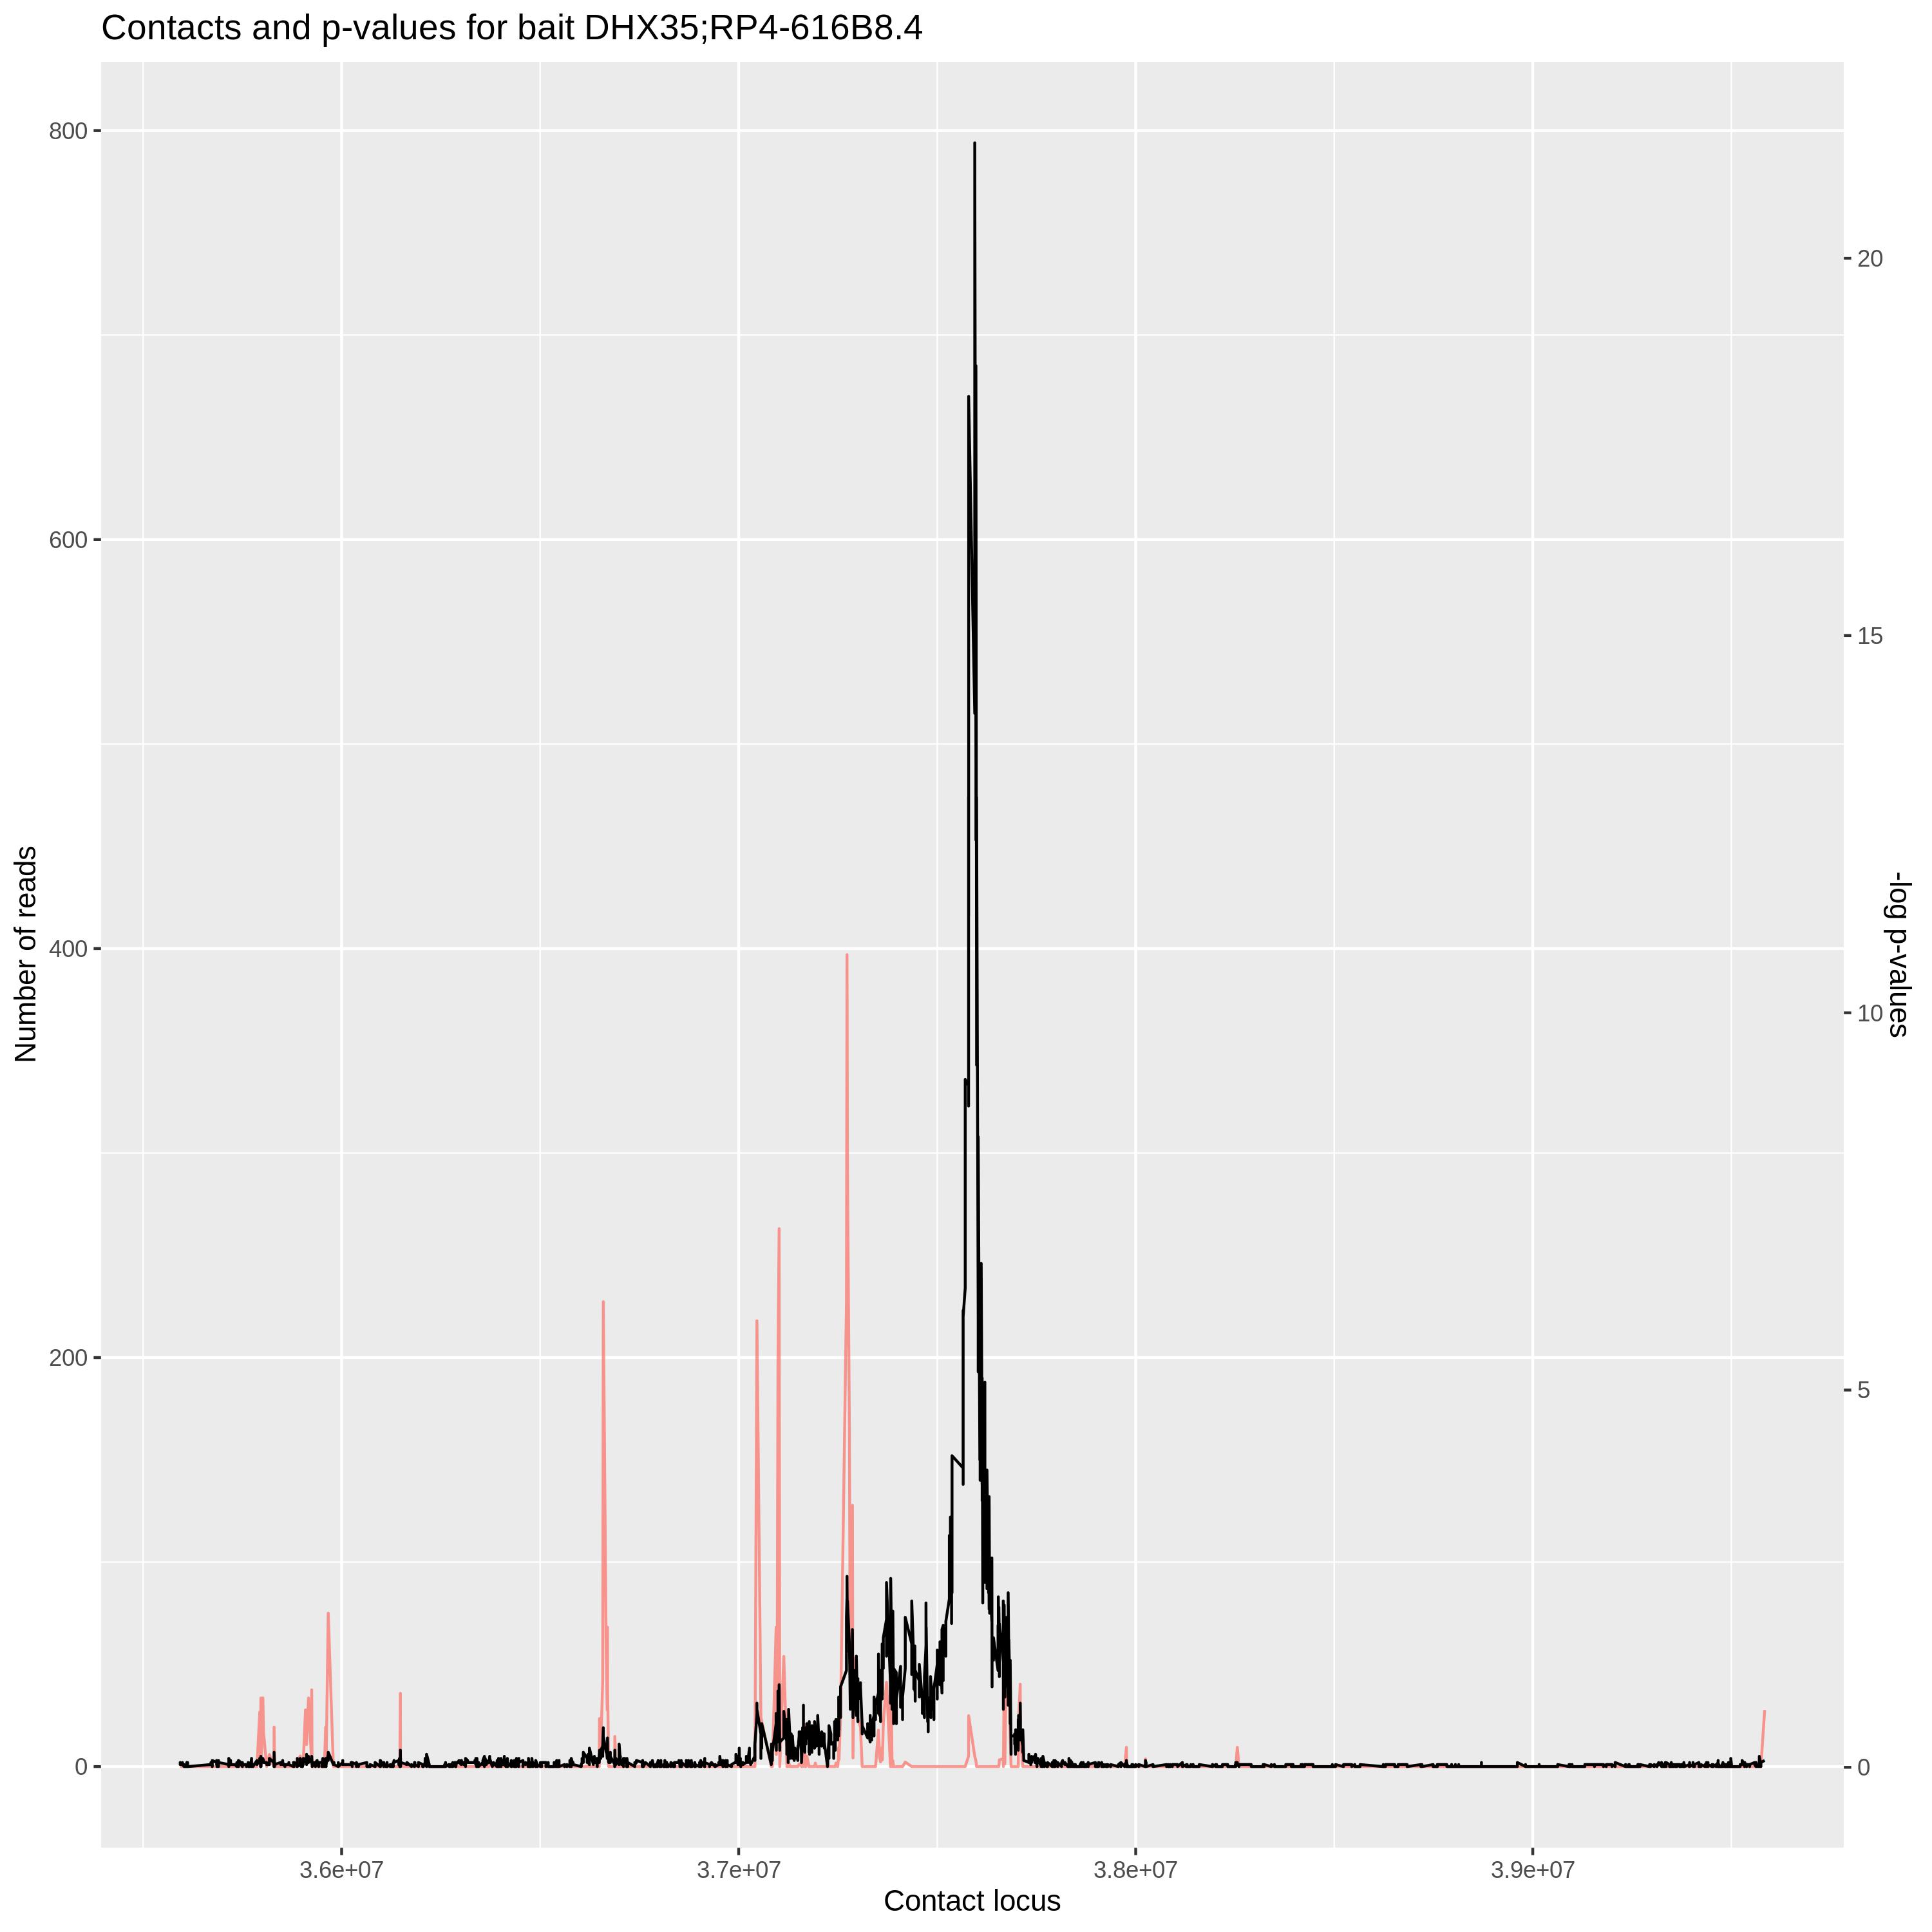 Contacts and p-values for bait DHX35;RP4-616B8.4
800
600
400
200
0
Number of reads
20
15
10
5
0
-log p-values
3.6e+07
3.7e+07
3.8e+07
3.9e+07
Contact locus